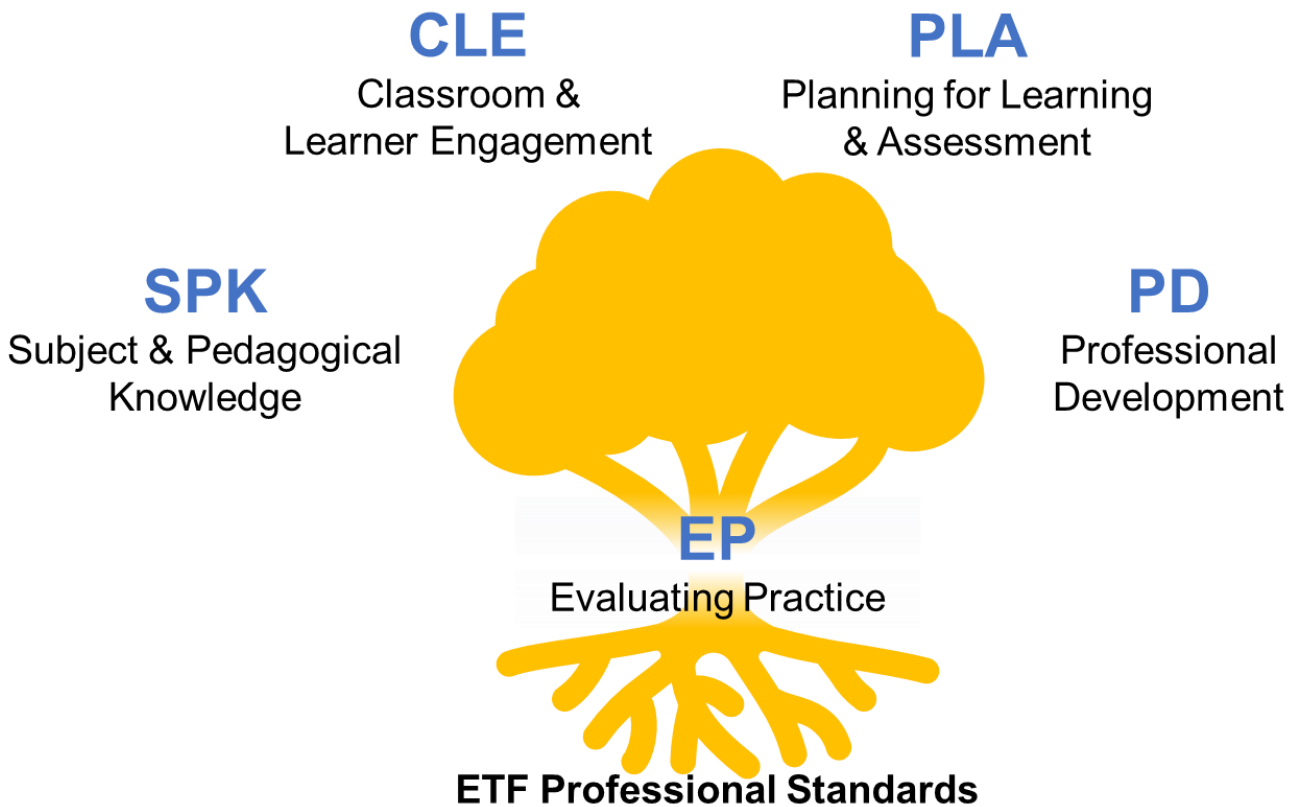 CLE
Classroom &
Learner Engagement
PLA
Planning for Learning
& Assessment
SPK
Subject & Pedagogical
Knowledge
PD
Professional
Development
EP
Evaluating Practice
ETF Professional Standards